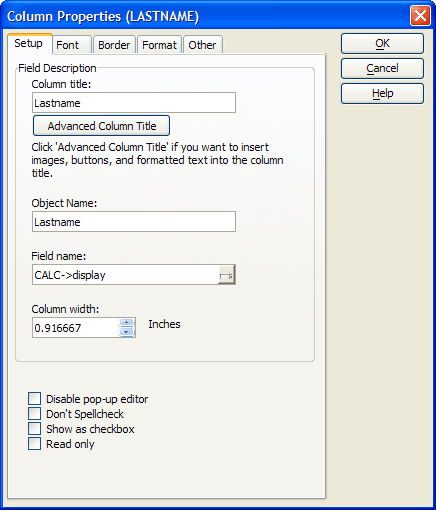 Column Properties (LASTNAME)
Setup Font Border Format Other
OK
Cancel
Help
Field Description
Column title:
Lastname
Advanced Column Title
Click 'Advanced Column Title' if you want to insert
images, buttons, and formatted text into the column
title.
Object Name:
Lastname
Field name:
CALC->display
Column width:
0.916667 Inches
Disable pop-up editor
Don't Spellcheck
Show as checkbox
Read only